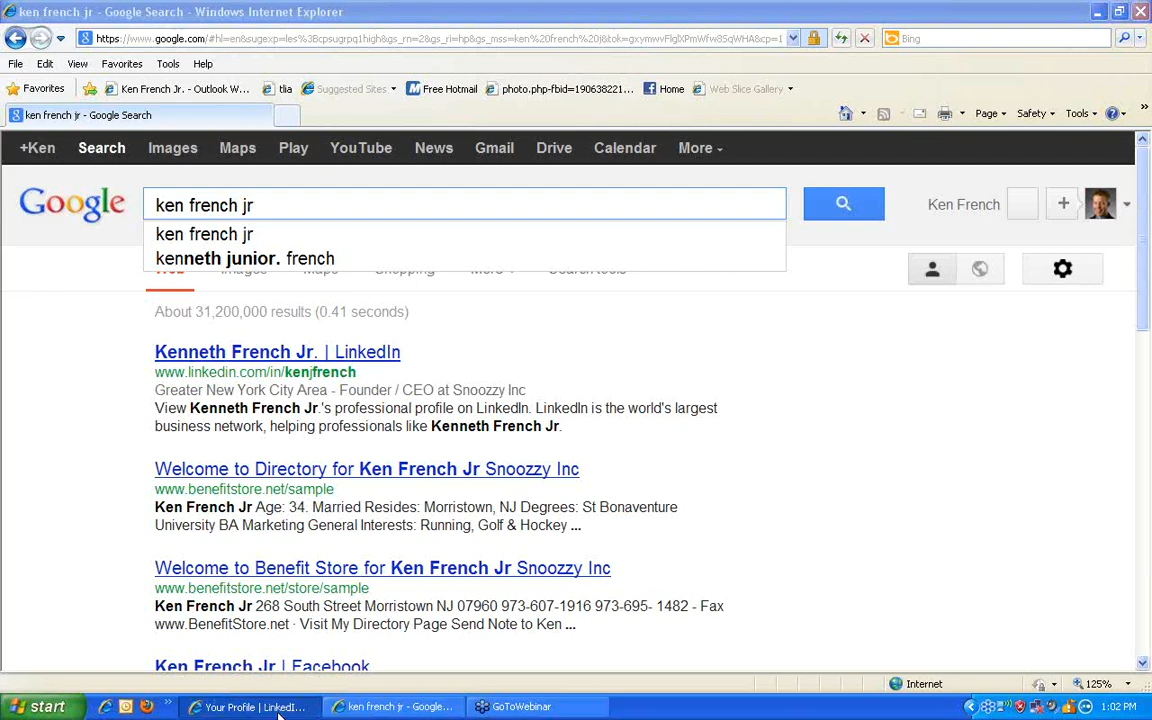 ken french jr - Google Search - Windows Internet Explorer
https://www.google.com/#hl=en&sugexp=les%3Bcpsugrpq1high&gs_rn=2&gs_ri=hp&gs_mss=ken%20french%20j&tok=
Bing
File Edit View Favorites Tools Help
Favorites Ken French Jr. - Outlook W... tlia Suggested Sites Free Hotmail photo.php-fbid=190638221... Home Web Slice Gallery
ken french jr - Google Search Page Safety Tools »
+Ken Search Images Maps Play YouTube News Gmail Drive Calendar More
Google ken french jr Ken French +
ken french jr
kenneth junior. french
Web Images Maps Shopping More Search tools
About 31,200,000 results (0.41 seconds)
Kenneth French Jr. | LinkedIn
www.linkedin.com/in/kenjfrench
Greater New York City Area - Founder / CEO at Snoozzy Inc
View Kenneth French Jr.'s professional profile on LinkedIn. LinkedIn is the world's largest
business network, helping professionals like Kenneth French Jr.
Welcome to Directory for Ken French Jr Snoozzy Inc
www.benefitstore.net/sample
Ken French Jr Age: 34. Married Resides: Morristown, NJ Degrees: St Bonaventure
University BA Marketing General Interests: Running, Golf & Hockey ...
Welcome to Benefit Store for Ken French Jr Snoozzy Inc
www.benefitstore.net/store/sample
Ken French Jr 268 South Street Morristown NJ 07960 973-607-1916 973-695- 1482 - Fax
www.BenefitStore.net · Visit My Directory Page Send Note to Ken ...
Ken French Jr | Facebook
Internet 125%
start » Your Profile | LinkedI... ken french jr - Google... GoToWebinar 1:02 PM